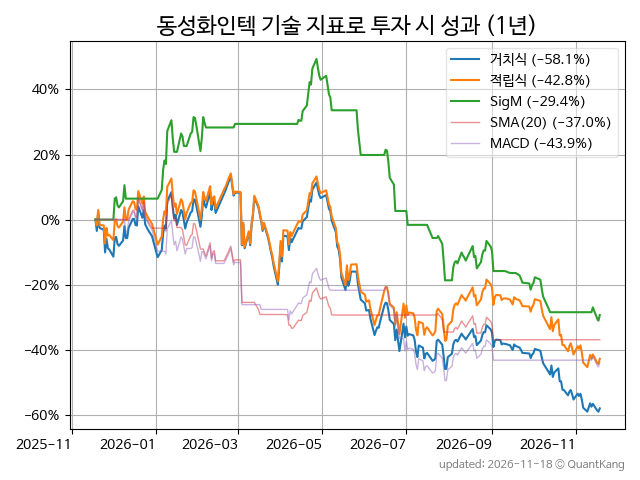 동성화인텍 기술 지표로 투자 시 성과 (1년)
거치식 (−58.1%)
적립식 (−42.8%)
SigM (−29.4%)
SMA(20) (−37.0%)
MACD (−43.9%)
40%
20%
0%
−20%
−40%
−60%
2025-11 2026-01 2026-03 2026-05 2026-07 2026-09 2026-11
updated: 2026-11-18 © QuantKang